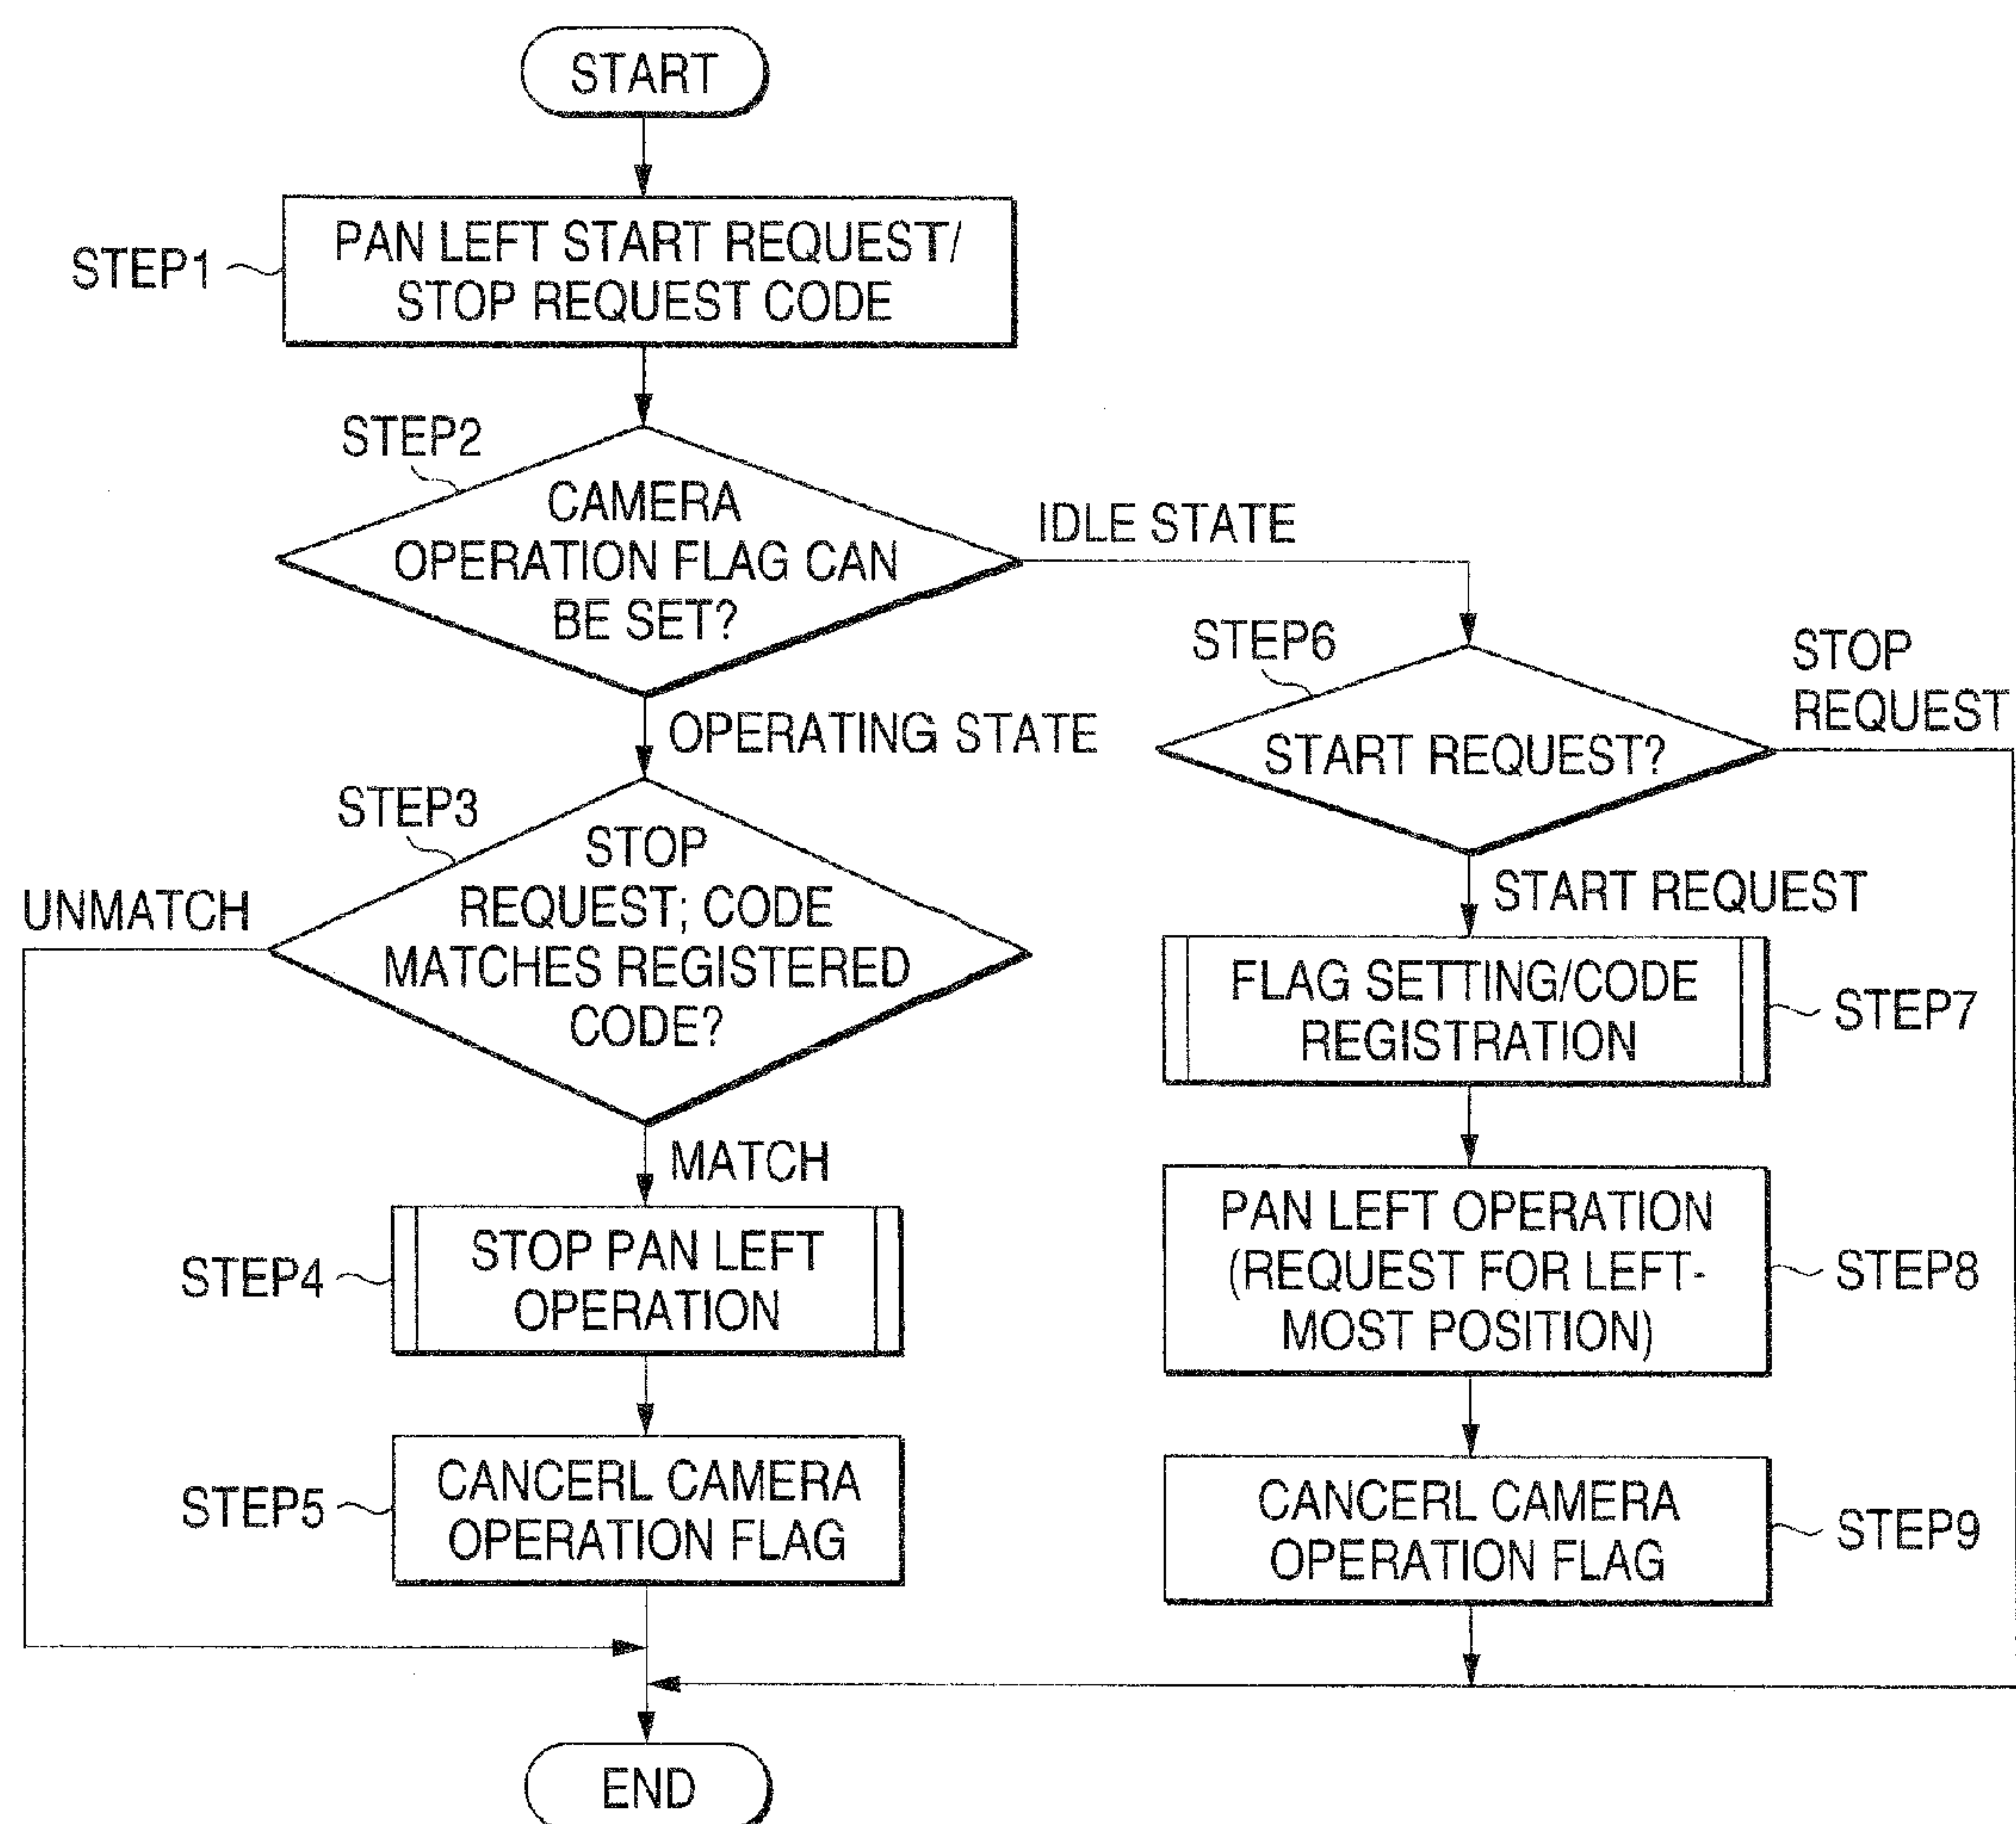 START
STEP1
PAN LEFT START REQUEST/
STOP REQUEST CODE
STEP2
CAMERA
OPERATION FLAG CAN
BE SET?
IDLE STATE
OPERATING STATE
STEP6
START REQUEST?
STOP
REQUEST
STEP3
STOP
REQUEST; CODE
MATCHES REGISTERED
CODE?
UNMATCH
MATCH
START REQUEST
FLAG SETTING/CODE
REGISTRATION
STEP7
STEP4
STOP PAN LEFT
OPERATION
PAN LEFT OPERATION
(REQUEST FOR LEFT-
MOST POSITION)
STEP8
STEP5
CANCERL CAMERA
OPERATION FLAG
CANCERL CAMERA
OPERATION FLAG
STEP9
END